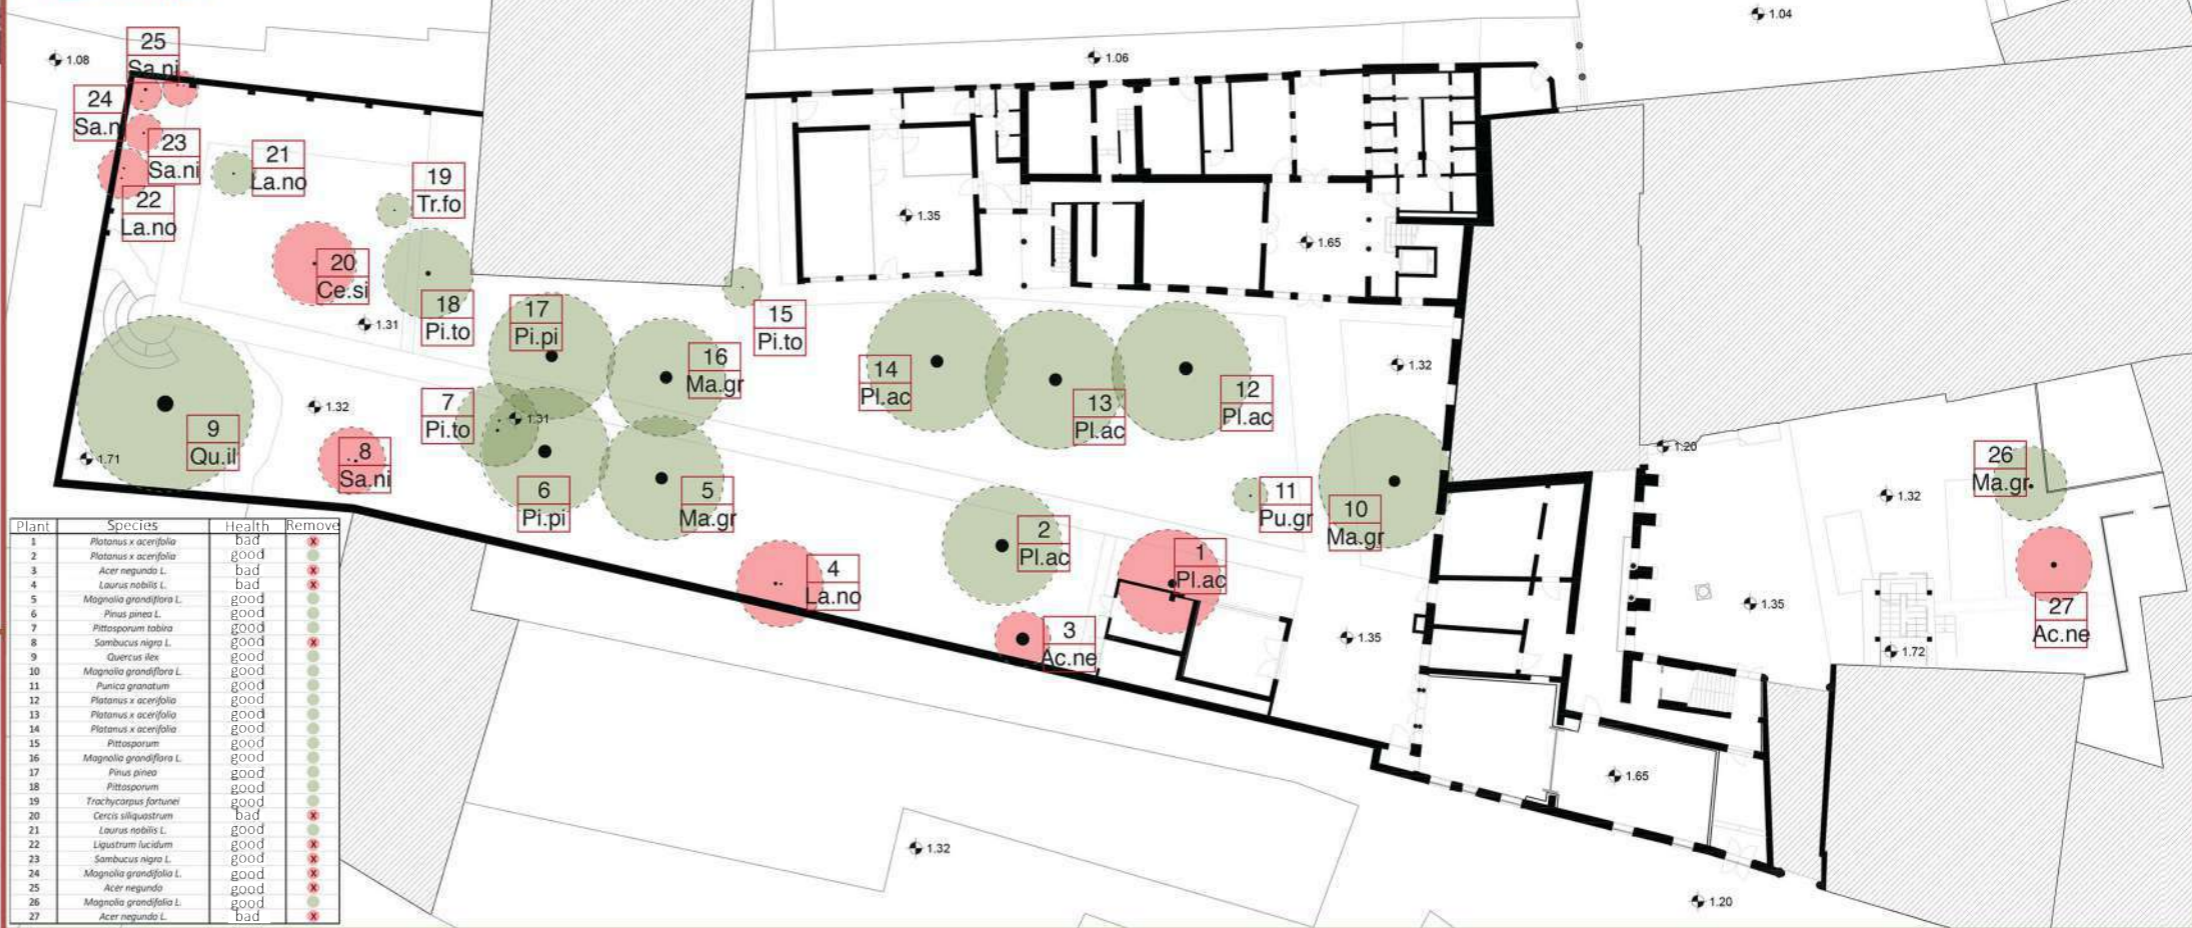 1.04
1.06
1.08
25
Sa.ni
24
Sa.n
23
Sa.ni
22
La.no
21
La.no
19
Tr.fo
20
Ce.si
18
Pi.to
1.31
17
Pi.pi
16
Ma.gr
15
Pi.to
1.35
1.65
14
Pl.ac
13
Pl.ac
12
Pl.ac
1.32
1.32
7
Pi.to
1.31
9
Qu.il
1.71
8
Sa.ni
6
Pi.pi
5
Ma.gr
11
Pu.gr
10
Ma.gr
1.20
1.32
26
Ma.gr
2
Pl.ac
1
Pl.ac
4
La.no
3
Ac.ne
1.35
1.35
27
Ac.ne
1.72
1.65
1.32
1.20
Plant Species Health Remove
1 Platanus x acerifolia bad X
2 Platanus x acerifolia good
3 Acer negundo L. bad X
4 Laurus nobilis L. bad X
5 Magnolia grandiflora L. good
6 Pinus pinea L. good
7 Pittosporum tobira good
8 Sambucus nigra L. good X
9 Quercus ilex good
10 Magnolia grandiflora L. good
11 Punica granatum good
12 Platanus x acerifolia good
13 Platanus x acerifolia good
14 Platanus x acerifolia good
15 Pittosporum good
16 Magnolia grandiflora L. good
17 Pinus pinea good
18 Pittosporum good
19 Trachycarpus fortunei good
20 Cercis siliquastrum bad X
21 Laurus nobilis L. good
22 Ligustrum lucidum good X
23 Sambucus nigra L. good X
24 Magnolia grandifolia L. good X
25 Acer negundo good X
26 Magnolia grandifolia L. good
27 Acer negundo L. bad X